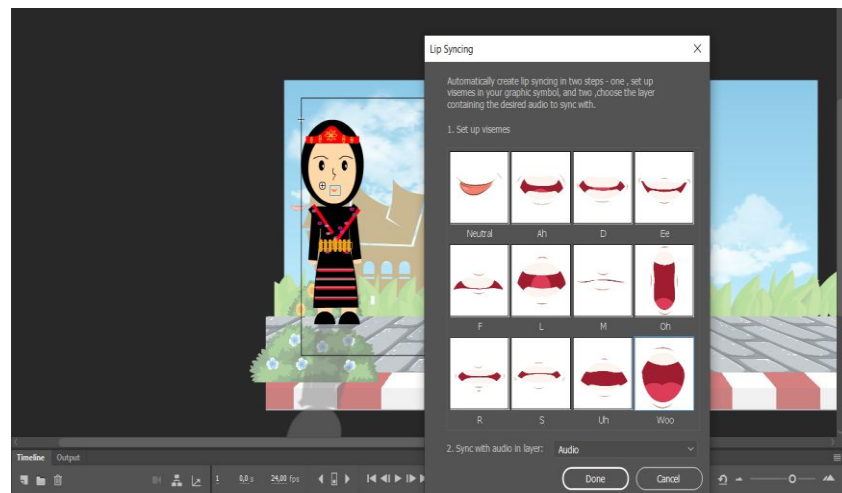 Lip Syncing
Automatically create lip syncing in two steps - one , set up
visemes in your graphic symbol, and two ,choose the layer
containing the desired audio to sync with.
1. Set up visemes
Neutral Ah D Ee
F L M Oh
R S Uh Woo
2. Sync with audio in layer: Audio
Done Cancel
Timeline Output
1 0,0 s 24,00 fps